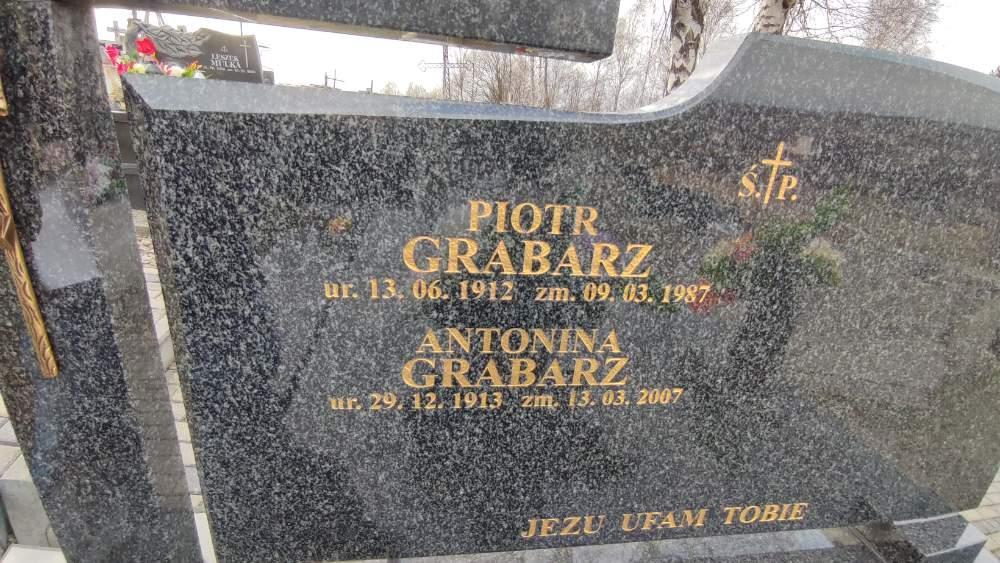 LESZEK
MULKA
Ś. P.
PIOTR
GRABARZ
ur. 13. 06. 1912 zm. 09. 03. 1987
ANTONINA
GRABARZ
ur. 29. 12. 1913 zm. 13. 03. 2007
JEZU UFAM TOBIE